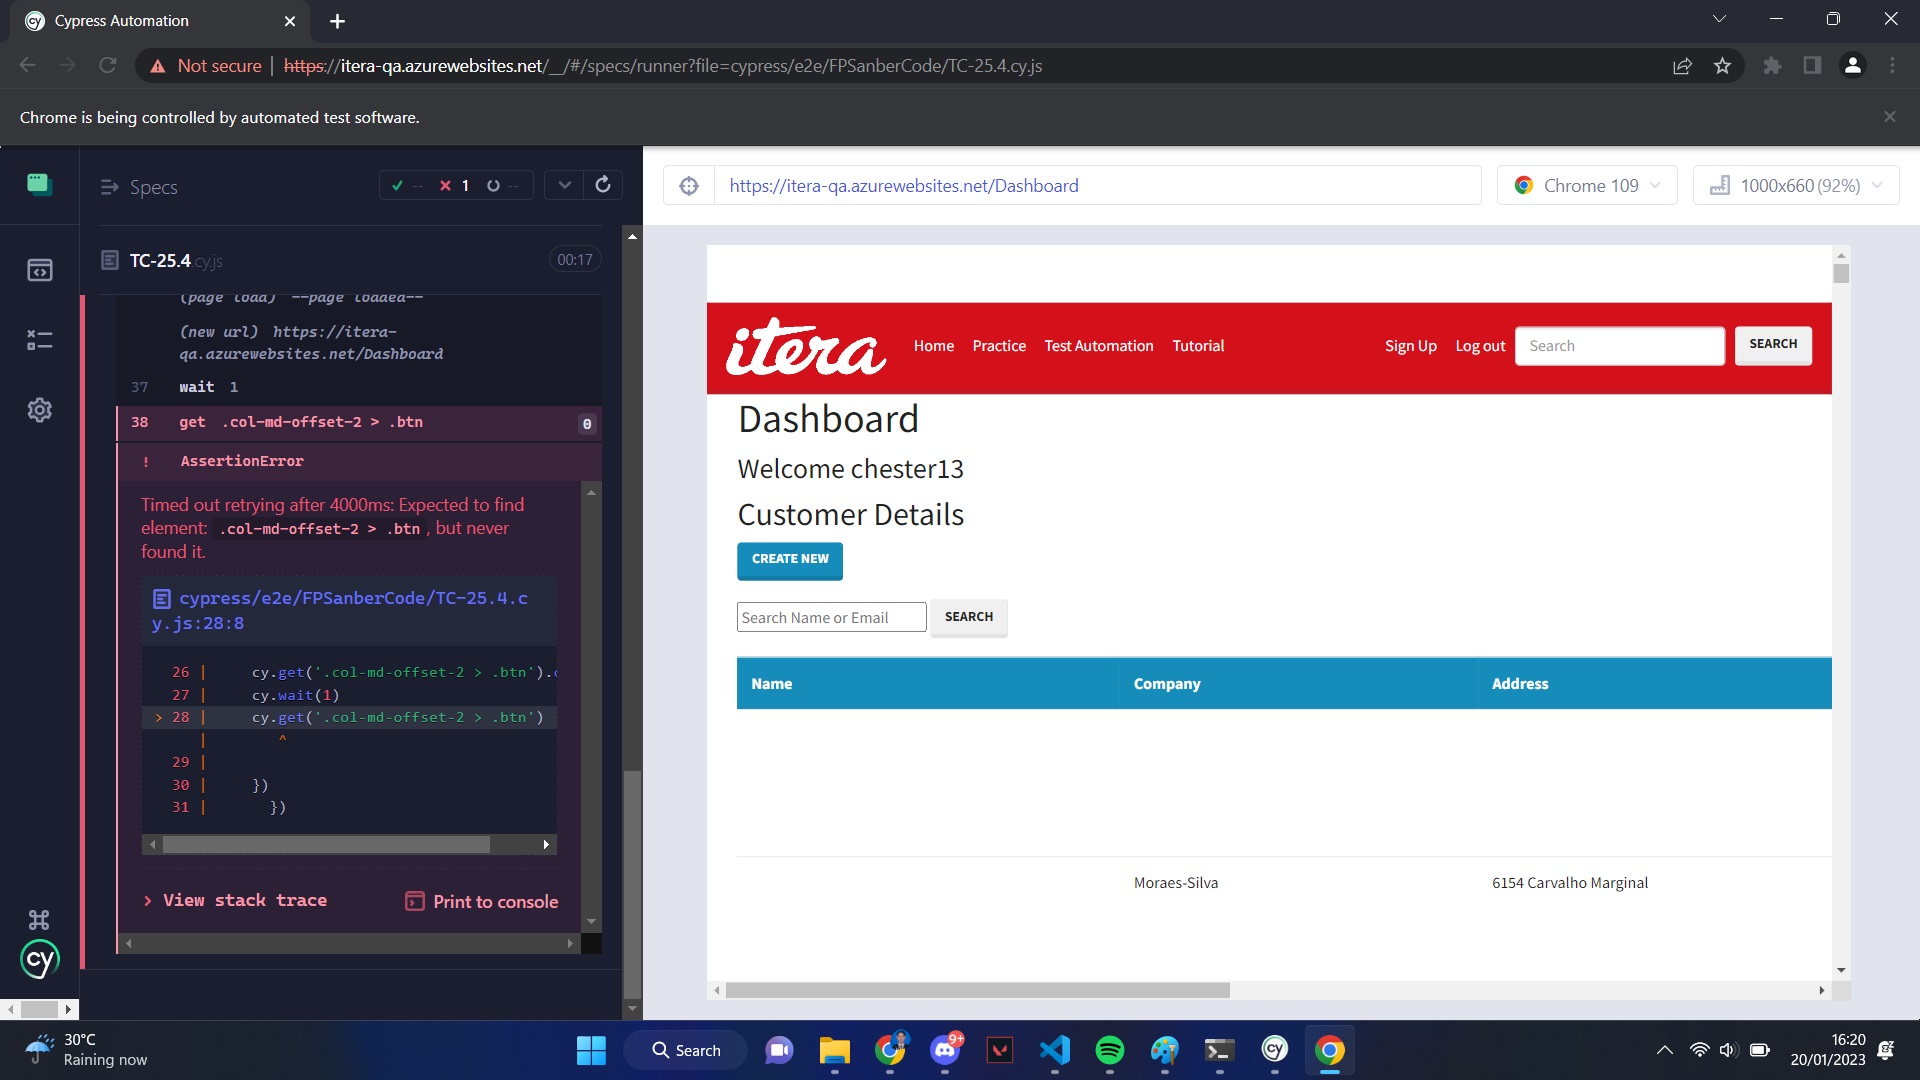 Cypress Automation
Not secure
https://itera-qa.azurewebsites.net/__/#/specs/runner?file=cypress/e2e/FPSanberCode/TC-25.4.cy.js
Chrome is being controlled by automated test software.
Specs
-- 1 --
TC-25.4.cy.js 00:17
(page load) --page loaded--
(new url) https://itera-
qa.azurewebsites.net/Dashboard
37 wait 1
38 get .col-md-offset-2 > .btn 0
! AssertionError
Timed out retrying after 4000ms: Expected to find
element: .col-md-offset-2 > .btn, but never
found it.
cypress/e2e/FPSanberCode/TC-25.4.c
y.js:28:8
26 | cy.get('.col-md-offset-2 > .btn').
27 | cy.wait(1)
> 28 | cy.get('.col-md-offset-2 > .btn')
| ^
29 |
30 | })
31 | })
> View stack trace
Print to console
cy
https://itera-qa.azurewebsites.net/Dashboard
Chrome 109
1000x660 (92%)
itera
Home Practice Test Automation Tutorial
Sign Up Log out Search SEARCH
Dashboard
Welcome chester13
Customer Details
CREATE NEW
Search Name or Email SEARCH
Name Company Address
Moraes-Silva 6154 Carvalho Marginal
30°C
Raining now
Search
9+
cy
16:20
20/01/2023